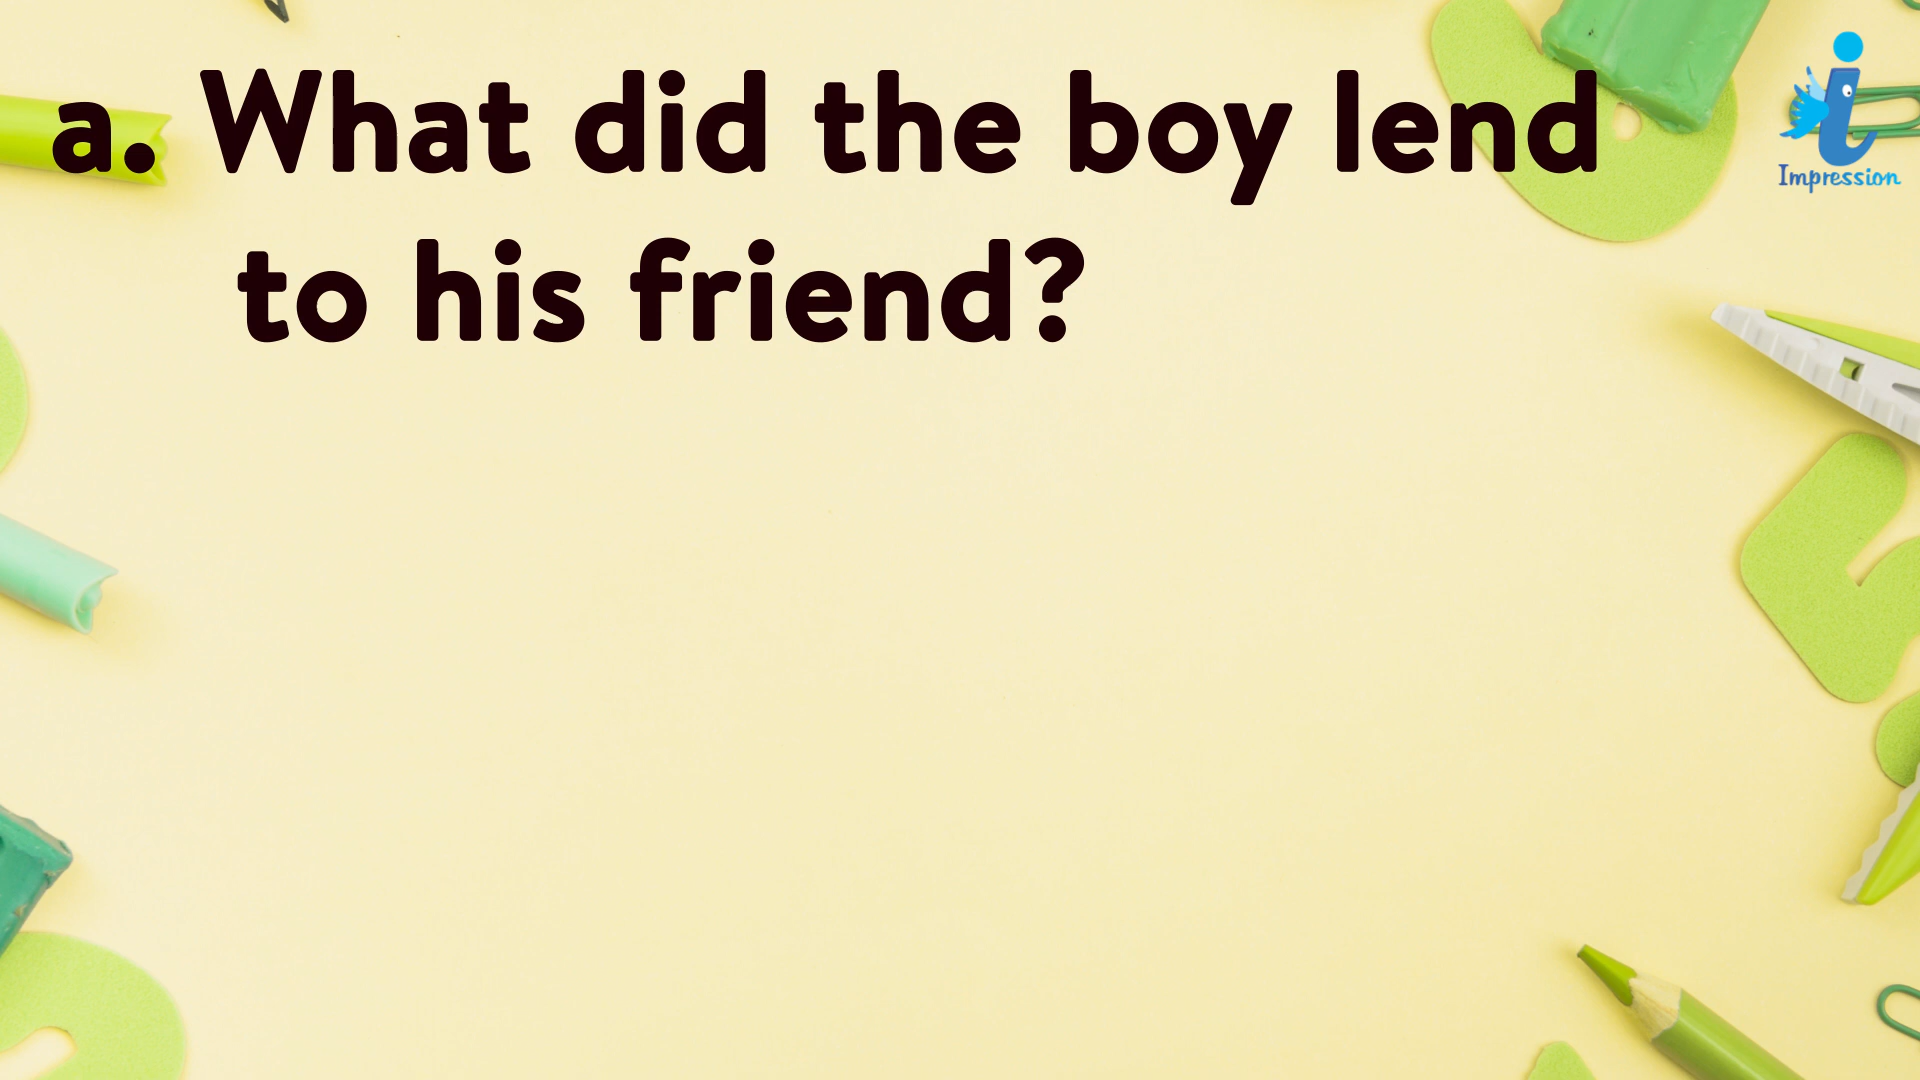 a. What did the boy lend
to his friend?
Impression